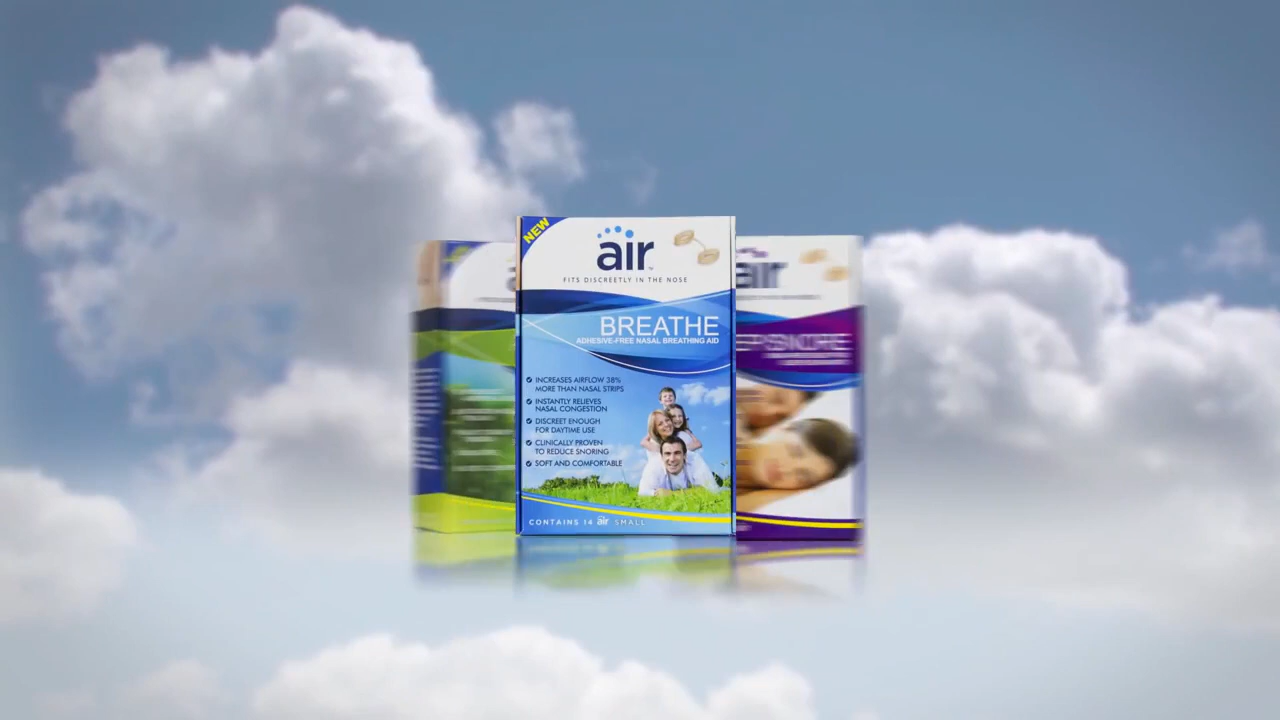 NEW
air™
FITS DISCREETLY IN THE NOSE
BREATHE
ADHESIVE-FREE NASAL BREATHING AID
INCREASES AIRFLOW 38%
MORE THAN NASAL STRIPS
INSTANTLY RELIEVES
NASAL CONGESTION
DISCREET ENOUGH
FOR DAYTIME USE
CLINICALLY PROVEN
TO REDUCE SNORING
SOFT AND COMFORTABLE
CONTAINS 14 air SMALL
air